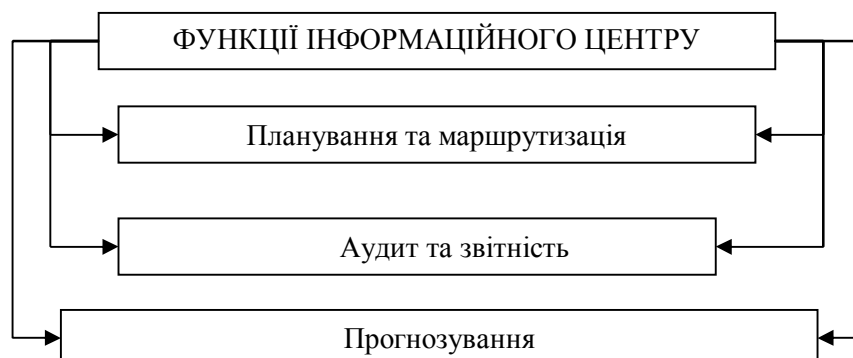 ФУНКЦІЇ ІНФОРМАЦІЙНОГО ЦЕНТРУ
Планування та маршрутизація
Аудит та звітність
Прогнозування